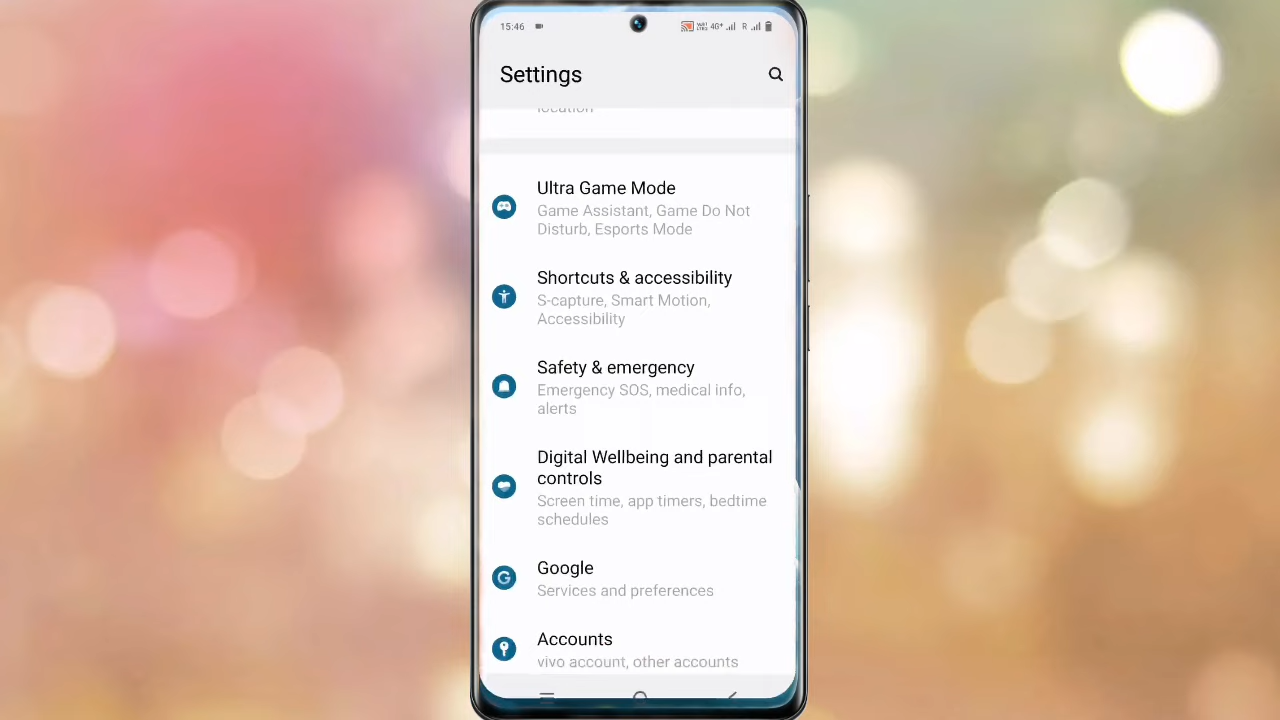 15:46 4G+ R
Settings
location
Ultra Game Mode
Game Assistant, Game Do Not
Disturb, Esports Mode
Shortcuts & accessibility
S-capture, Smart Motion,
Accessibility
Safety & emergency
Emergency SOS, medical info,
alerts
Digital Wellbeing and parental
controls
Screen time, app timers, bedtime
schedules
Google
Services and preferences
Accounts
vivo account, other accounts